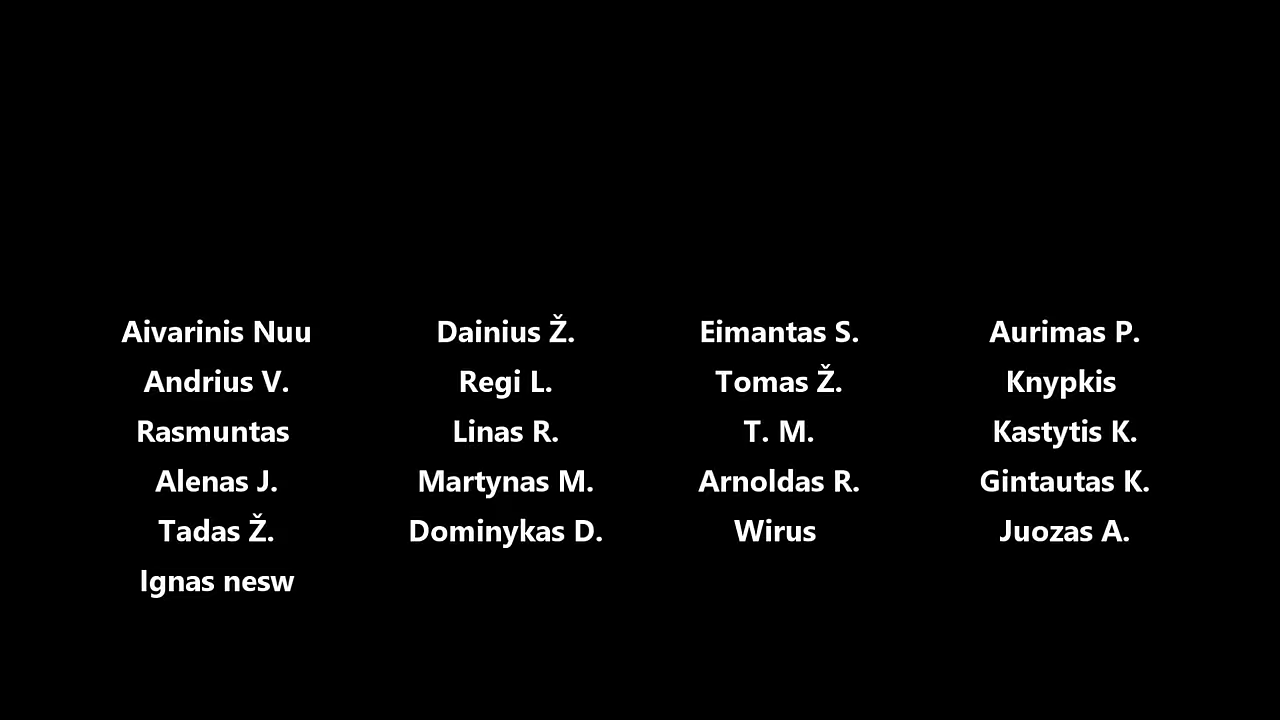 Aivarinis Nuu Dainius Ž. Eimantas S. Aurimas P.
Andrius V. Regi L. Tomas Ž. Knypkis
Rasmuntas Linas R. T. M. Kastytis K.
Alenas J. Martynas M. Arnoldas R. Gintautas K.
Tadas Ž. Dominykas D. Wirus Juozas A.
Ignas nesw